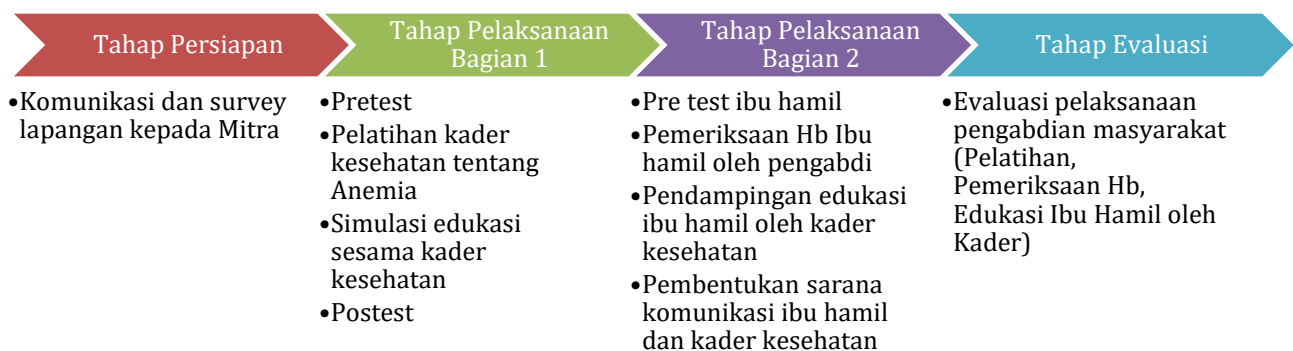 Tahap Persiapan
•Komunikasi dan survey
lapangan kepada Mitra
Tahap Pelaksanaan
Bagian 1
•Pretest
•Pelatihan kader
kesehatan tentang
Anemia
•Simulasi edukasi
sesama kader
kesehatan
•Postest
Tahap Pelaksanaan
Bagian 2
•Pre test ibu hamil
•Pemeriksaan Hb Ibu
hamil oleh pengabdi
•Pendampingan edukasi
ibu hamil oleh kader
kesehatan
•Pembentukan sarana
komunikasi ibu hamil
dan kader kesehatan
Tahap Evaluasi
•Evaluasi pelaksanaan
pengabdian masyarakat
(Pelatihan,
Pemeriksaan Hb,
Edukasi Ibu Hamil oleh
Kader)